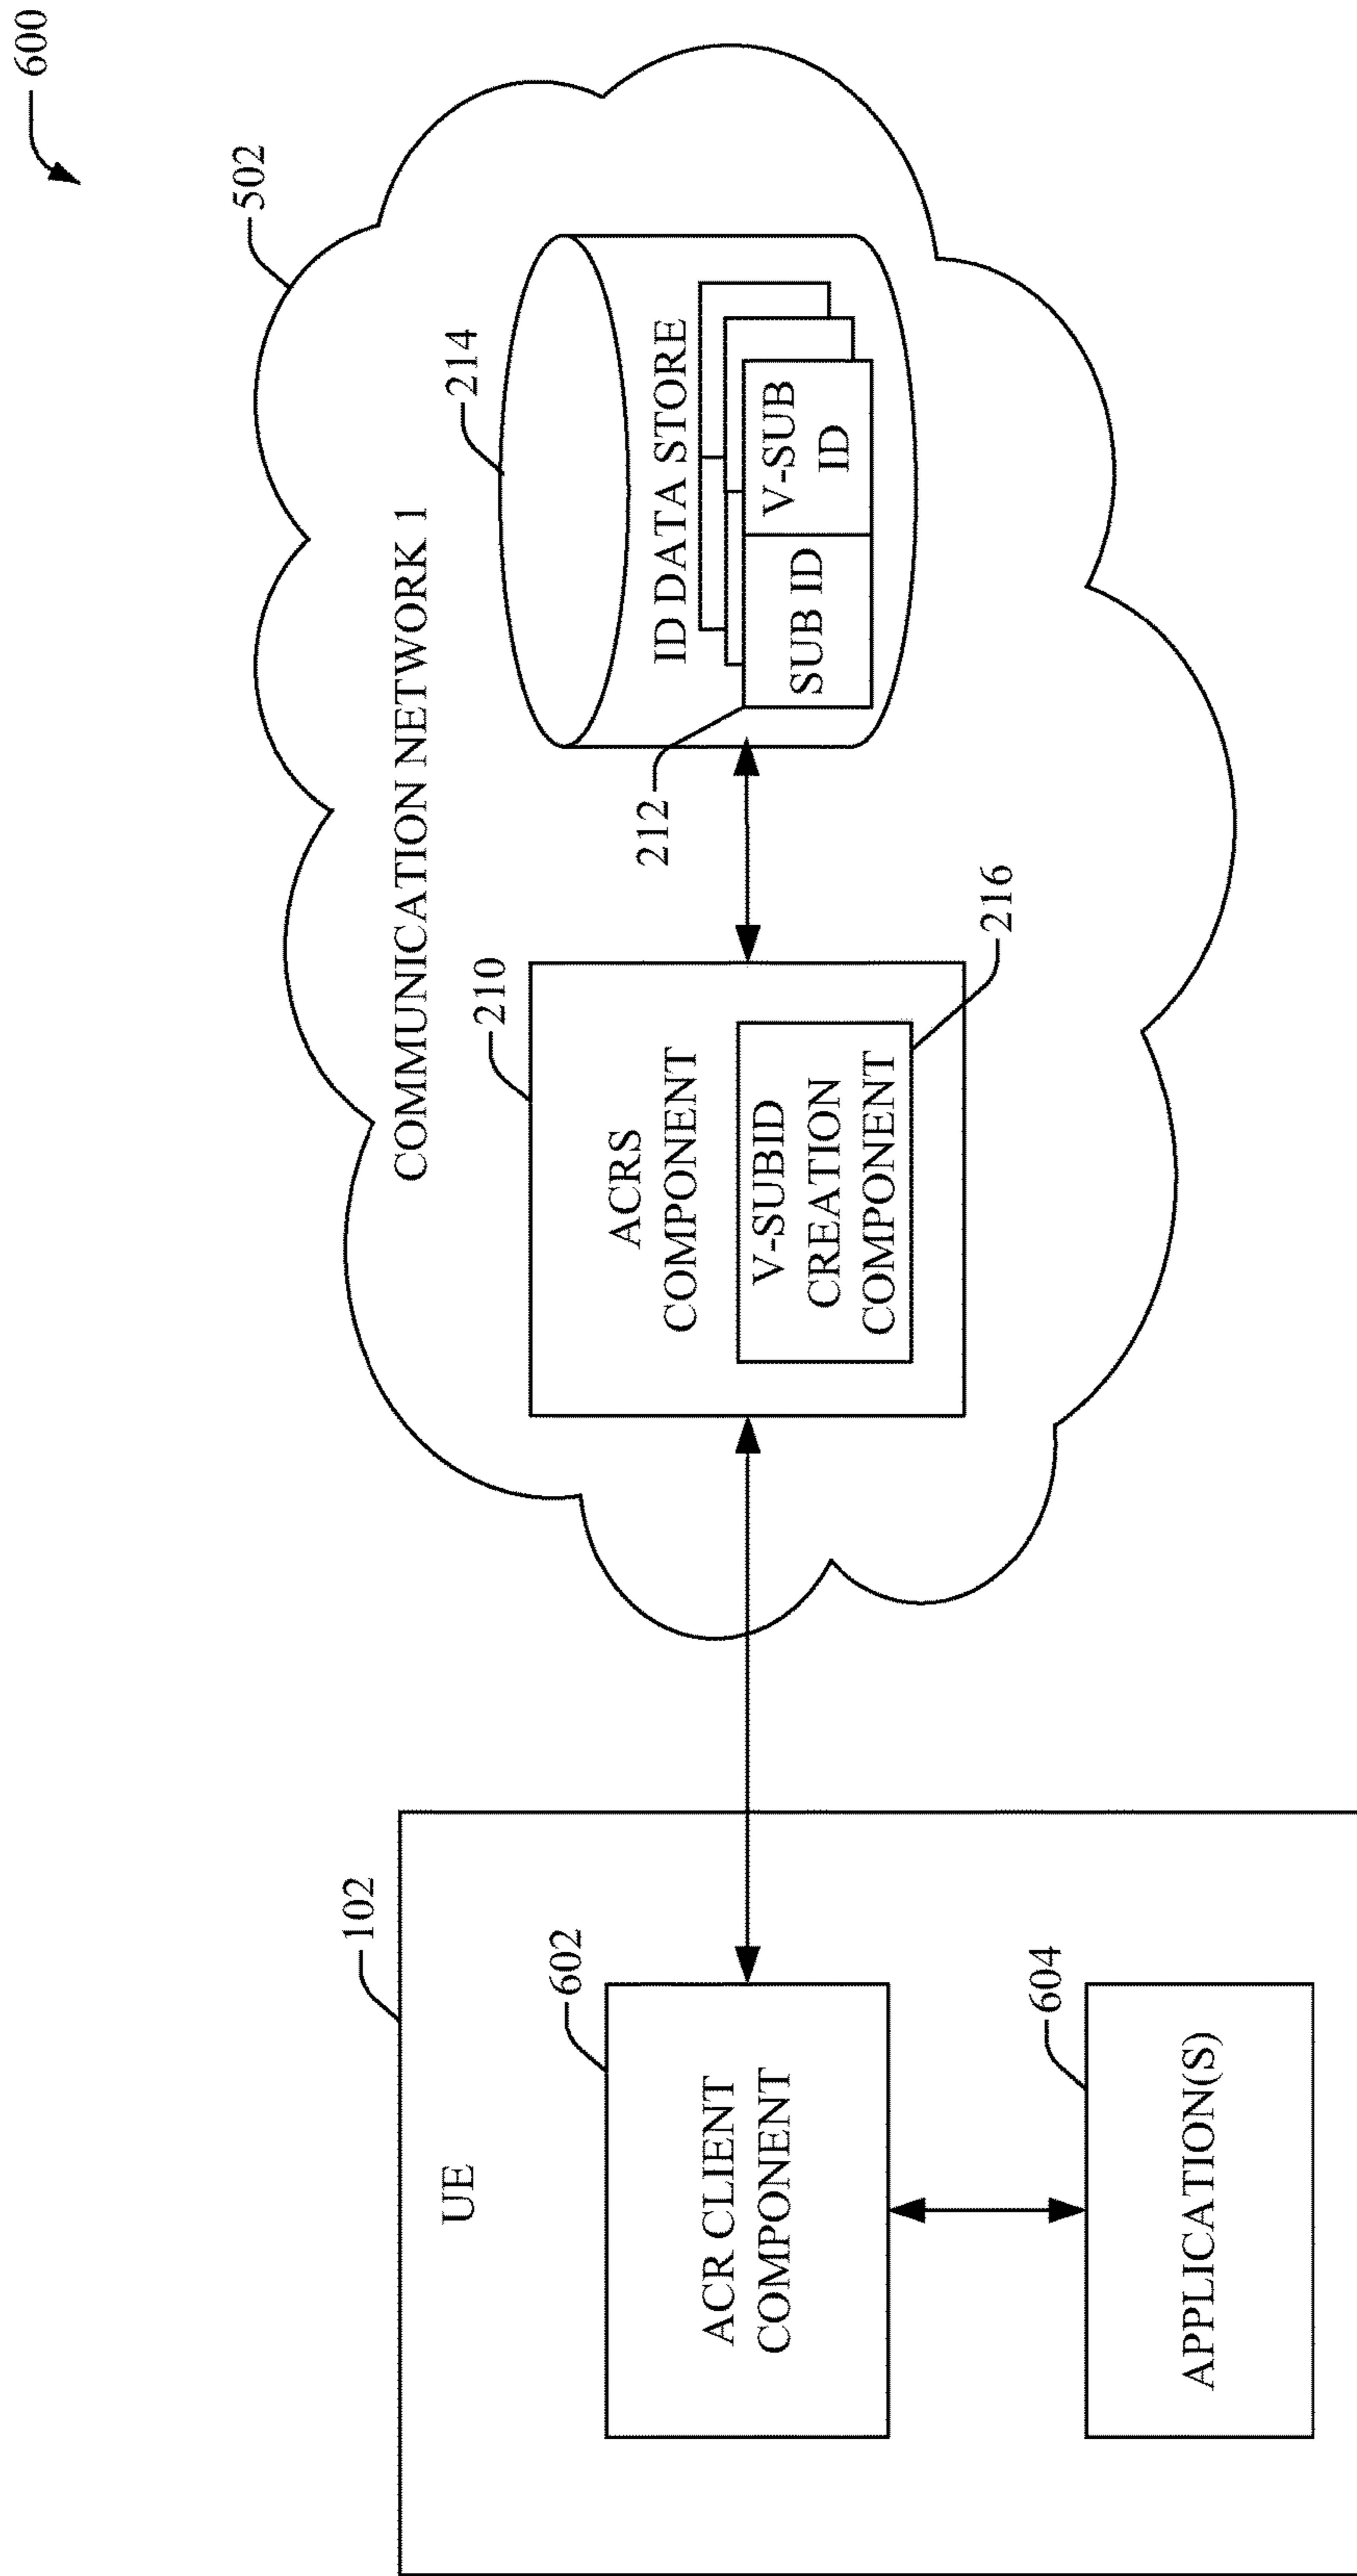 600
502
COMMUNICATION NETWORK 1
214
ID DATA STORE
SUB ID
V-SUB
ID
212
210
ACRS
COMPONENT
V-SUBID
CREATION
COMPONENT
216
102
UE
602
ACR CLIENT
COMPONENT
604
APPLICATION(S)